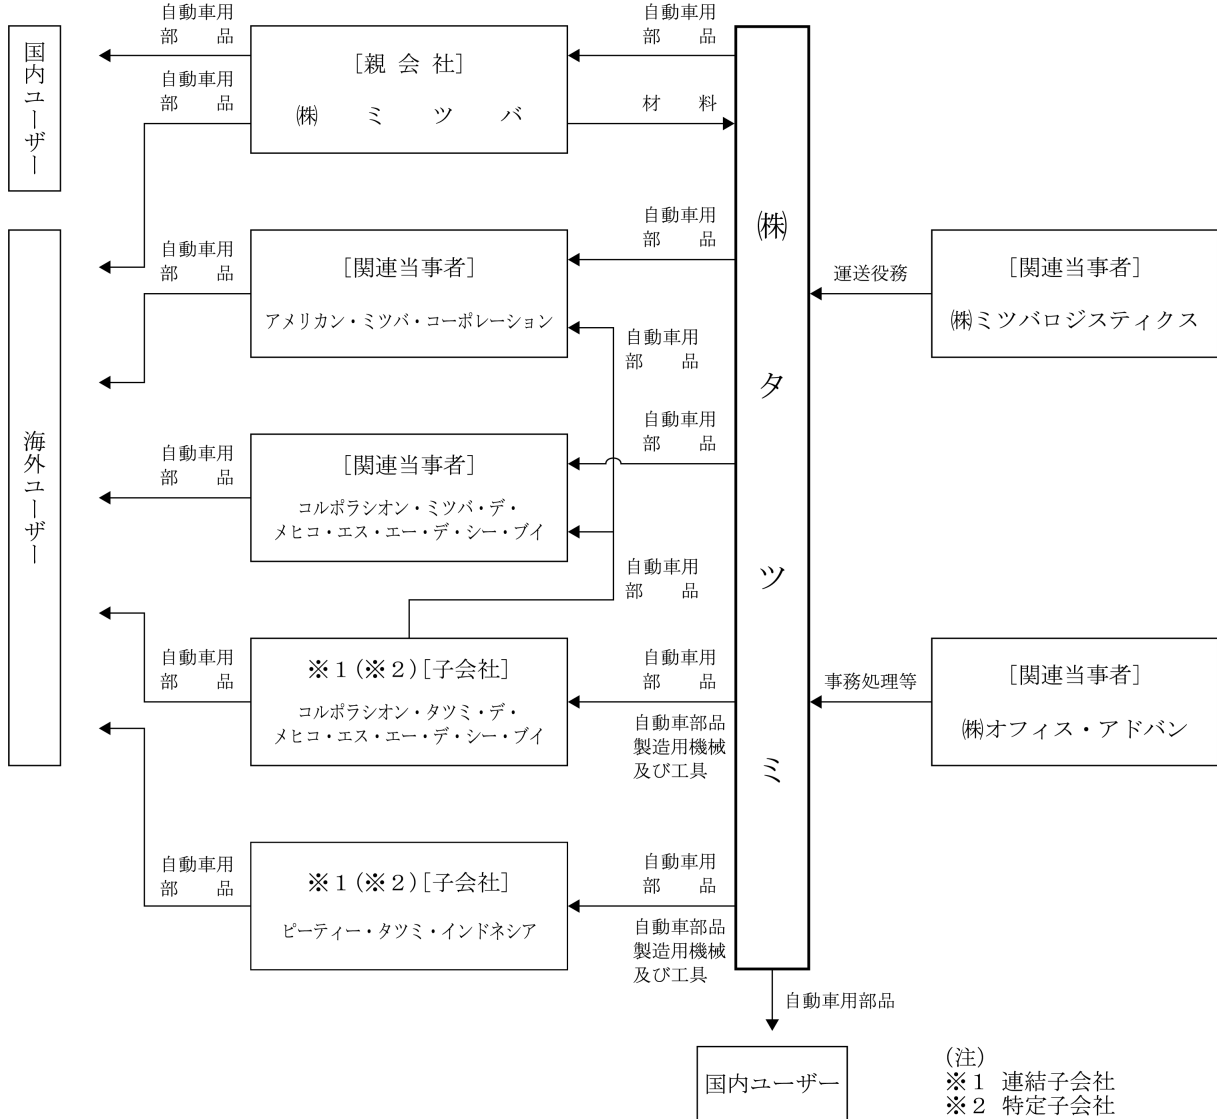 国内ユーザー
自動車用
部　　品
自動車用
部　　品
[親 会 社]
㈱　ミ　ツ　バ
自動車用
部　　品
材　　料
海外ユーザー
自動車用
部　　品
[関連当事者]
アメリカン・ミツバ・コーポレーション
自動車用
部　　品
自動車用
部　　品
自動車用
部　　品
[関連当事者]
コルポラシオン・ミツバ・デ・
メヒコ・エス・エー・デ・シー・ブイ
自動車用
部　　品
自動車用
部　　品
自動車用
部　　品
※１(※２)[子会社]
コルポラシオン・タツミ・デ・
メヒコ・エス・エー・デ・シー・ブイ
自動車用
部　　品
自動車部品
製造用機械
及び工具
自動車用
部　　品
※１(※２)[子会社]
ピーティー・タツミ・インドネシア
自動車用
部　　品
自動車部品
製造用機械
及び工具
㈱タツミ
運送役務
[関連当事者]
㈱ミツバロジスティクス
事務処理等
[関連当事者]
㈱オフィス・アドバン
自動車用部品
国内ユーザー
(注)
※１ 連結子会社
※２ 特定子会社